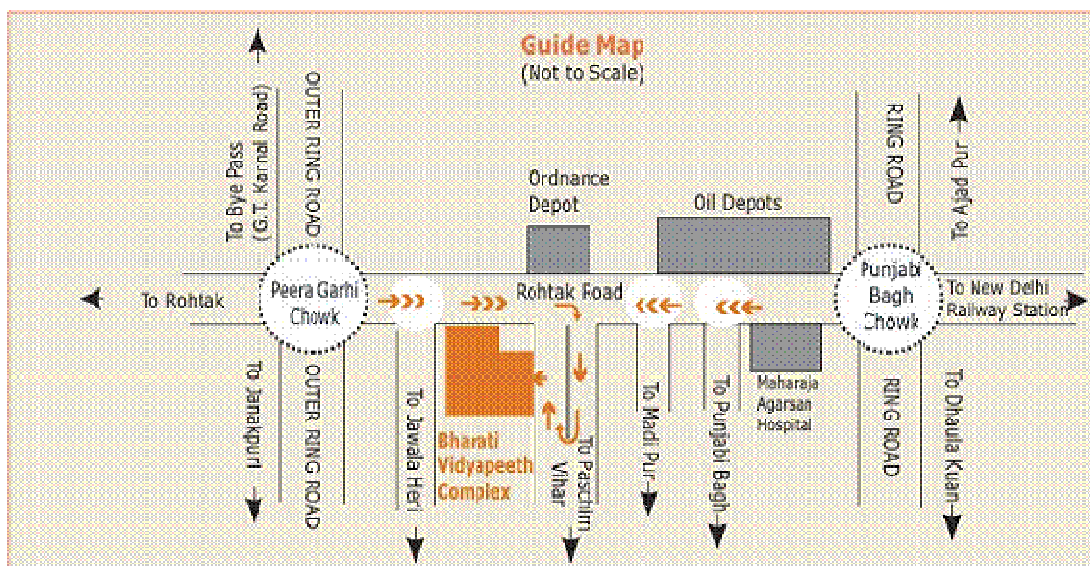 Guide Map
(Not to Scale)
To Bye Pass
(G.T. Karnal Road)
OUTER RING ROAD
RING ROAD
To Ajad Pur
Ordnance
Depot
Oil Depots
To Rohtak
Peera Garhi
Chowk
Rohtak Foad
Punjabi
Bagh
Chowk
To New Delhi
Railway Station
To Janakpuri
OUTER RING ROAD
To Jawala Heri
Bharati
Vidyapeeth
Complex
To Paschim
Vihar
To Madi Pur
To Punjabi Bagh
Maharaja
Agarsan
Hospital
RING ROAD
To Dhaula Kuan